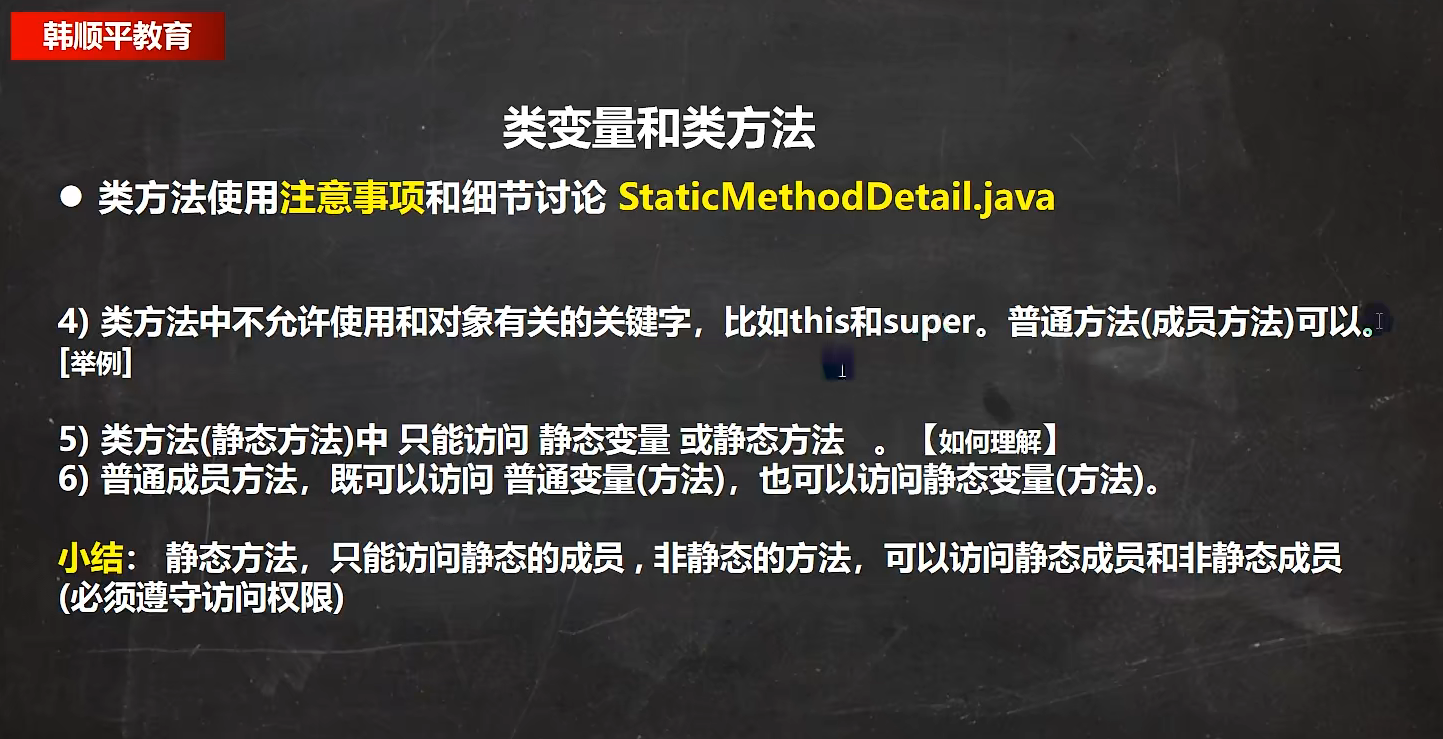 韩顺平教育
类变量和类方法
● 类方法使用注意事项和细节讨论 StaticMethodDetail.java
4) 类方法中不允许使用和对象有关的关键字，比如this和super。普通方法(成员方法)可以。
[举例]
5) 类方法(静态方法)中 只能访问 静态变量 或静态方法 。【如何理解】
6) 普通成员方法，既可以访问 普通变量(方法)，也可以访问静态变量(方法)。
小结： 静态方法，只能访问静态的成员 , 非静态的方法，可以访问静态成员和非静态成员
(必须遵守访问权限)